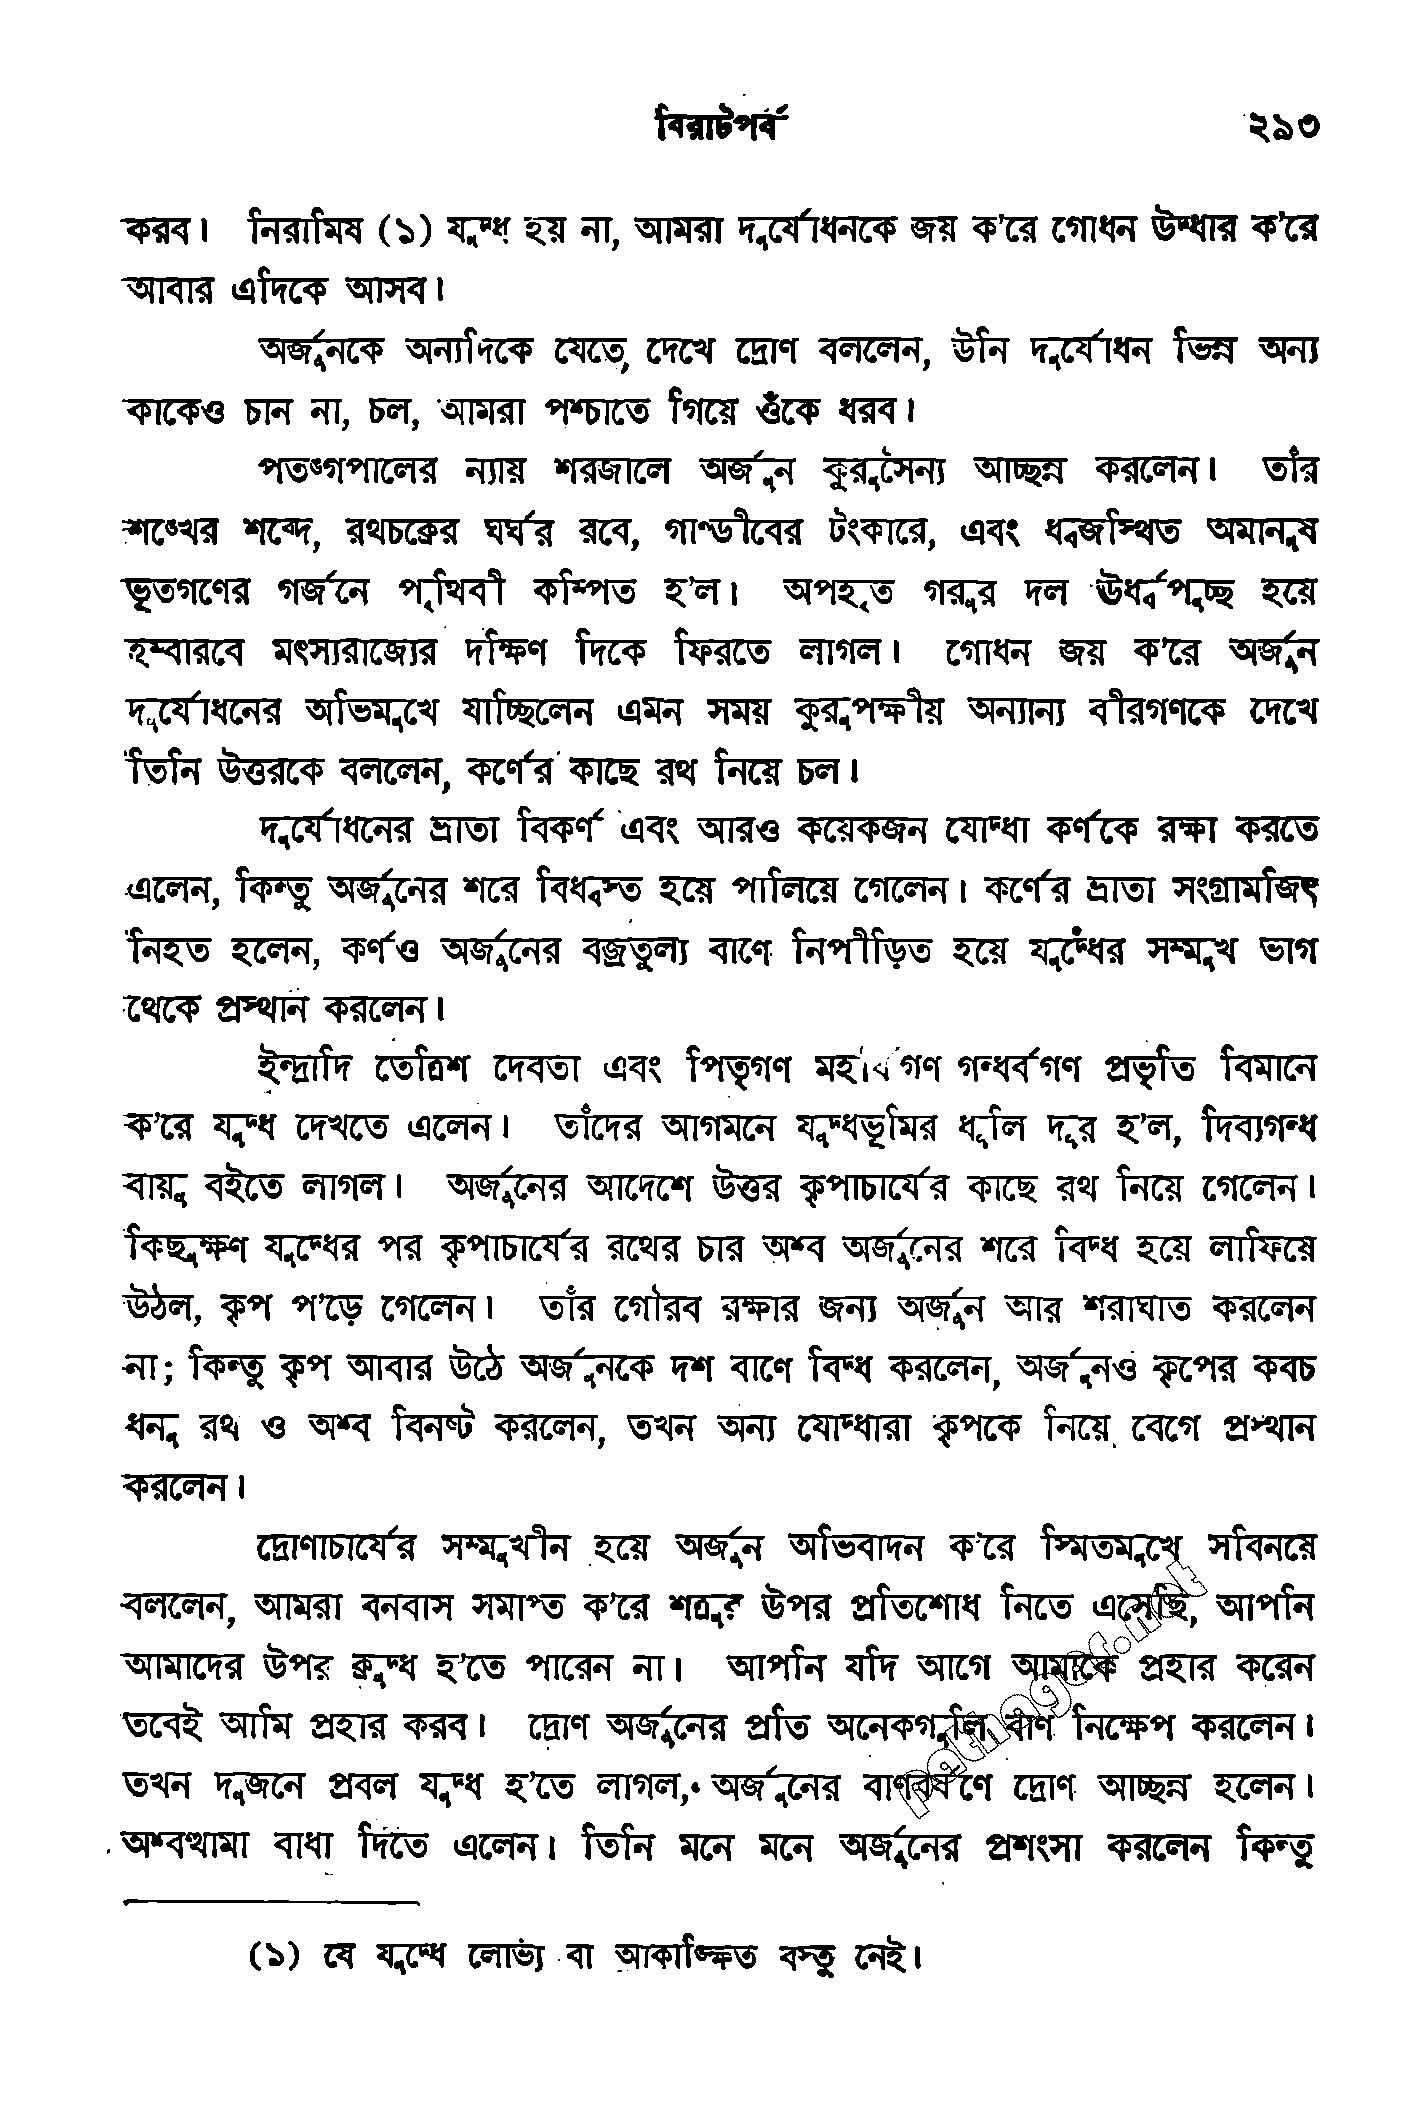 বিরাটপর্ব ২৯৩
করব। নিরামিষ (১) যুদ্ধ হয় না, আমরা দুর্যোধনকে জয় ক'রে গোধন উদ্ধার ক'রে
আবার এদিকে আসব।
অর্জুনকে অন্যদিকে যেতে দেখে দ্রোণ বললেন, উনি দুর্যোধন ভিন্ন অন্য
কাকেও চান না, চল, আমরা পশ্চাতে গিয়ে ওঁকে ধরব।
পতঙ্গপালের ন্যায় শরজালে অর্জুন কুরুসৈন্য আচ্ছন্ন করলেন। তাঁর
শঙ্খের শব্দে, রথচক্রের ঘর্ঘর রবে, গাণ্ডীবের টংকারে, এবং ধ্বজস্থিত অমানুষ
ভূতগণের গর্জনে পৃথিবী কম্পিত হ'ল। অপহৃত গরুর দল ঊর্ধ্বপুচ্ছ হয়ে
হম্বারবে মৎস্যরাজ্যের দক্ষিণ দিকে ফিরতে লাগল। গোধন জয় ক'রে অর্জুন
দুর্যোধনের অভিমুখে যাচ্ছিলেন এমন সময় কুরুপক্ষীয় অন্যান্য বীরগণকে দেখে
তিনি উত্তরকে বললেন, কর্ণের কাছে রথ নিয়ে চল।
দুর্যোধনের ভ্রাতা বিকর্ণ এবং আরও কয়েকজন যোদ্ধা কর্ণকে রক্ষা করতে
এলেন, কিন্তু অর্জুনের শরে বিধ্বস্ত হয়ে পালিয়ে গেলেন। কর্ণের ভ্রাতা সংগ্রামজিৎ
নিহত হলেন, কর্ণও অর্জুনের বজ্রতুল্য বাণে নিপীড়িত হয়ে যুদ্ধের সম্মুখ ভাগ
থেকে প্রস্থান করলেন।
ইন্দ্রাদি তেত্রিশ দেবতা এবং পিতৃগণ মহর্ষিগণ গন্ধর্বগণ প্রভৃতি বিমানে
ক'রে যুদ্ধ দেখতে এলেন। তাঁদের আগমনে যুদ্ধভূমির ধূলি দূর হ'ল, দিব্যগন্ধ
বায়ু বইতে লাগল। অর্জুনের আদেশে উত্তর কৃপাচার্যের কাছে রথ নিয়ে গেলেন।
কিছুক্ষণ যুদ্ধের পর কৃপাচার্যের রথের চার অশ্ব অর্জুনের শরে বিদ্ধ হয়ে লাফিয়ে
উঠল, কৃপ প'ড়ে গেলেন। তাঁর গৌরব রক্ষার জন্য অর্জুন আর শরাঘাত করলেন
না; কিন্তু কৃপ আবার উঠে অর্জুনকে দশ বাণে বিদ্ধ করলেন, অর্জুনও কৃপের কবচ
ধনু রথ ও অশ্ব বিনষ্ট করলেন, তখন অন্য যোদ্ধারা কৃপকে নিয়ে বেগে প্রস্থান
করলেন।
দ্রোণাচার্যের সম্মুখীন হয়ে অর্জুন অভিবাদন ক'রে স্মিতমুখে সবিনয়ে
বললেন, আমরা বনবাস সমাপ্ত ক'রে শত্রুর উপর প্রতিশোধ নিতে এসেছি, আপনি
আমাদের উপর ক্রুদ্ধ হ'তে পারেন না। আপনি যদি আগে আমাকে প্রহার করেন
তবেই আমি প্রহার করব। দ্রোণ অর্জুনের প্রতি অনেকগুলি বাণ নিক্ষেপ করলেন।
তখন দুজনে প্রবল যুদ্ধ হ'তে লাগল, অর্জুনের বাণবর্ষণে দ্রোণ আচ্ছন্ন হলেন।
অশ্বত্থামা বাধা দিতে এলেন। তিনি মনে মনে অর্জুনের প্রশংসা করলেন কিন্তু
(১) যে যুদ্ধে লোভ্য বা আকাঙ্ক্ষিত বস্তু নেই।
pathagar.net